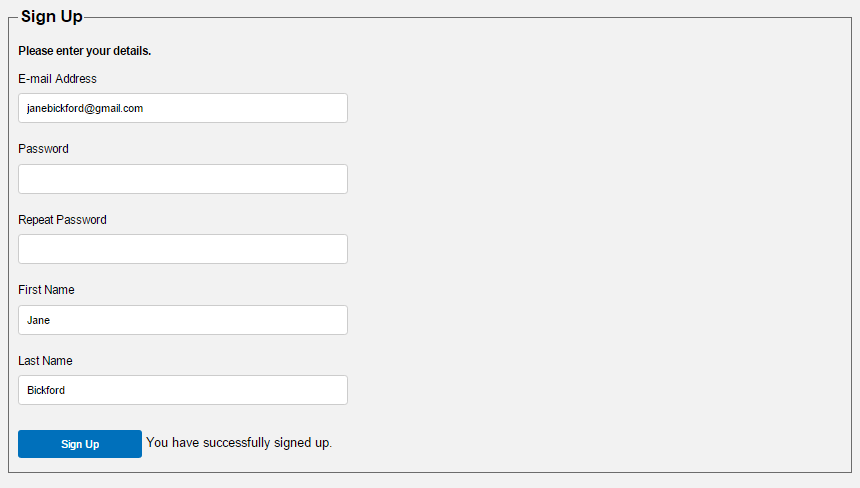 Sign Up
Please enter your details.
E-mail Address
janebickford@gmail.com
Password
Repeat Password
First Name
Jane
Last Name
Bickford
Sign Up You have successfully signed up.